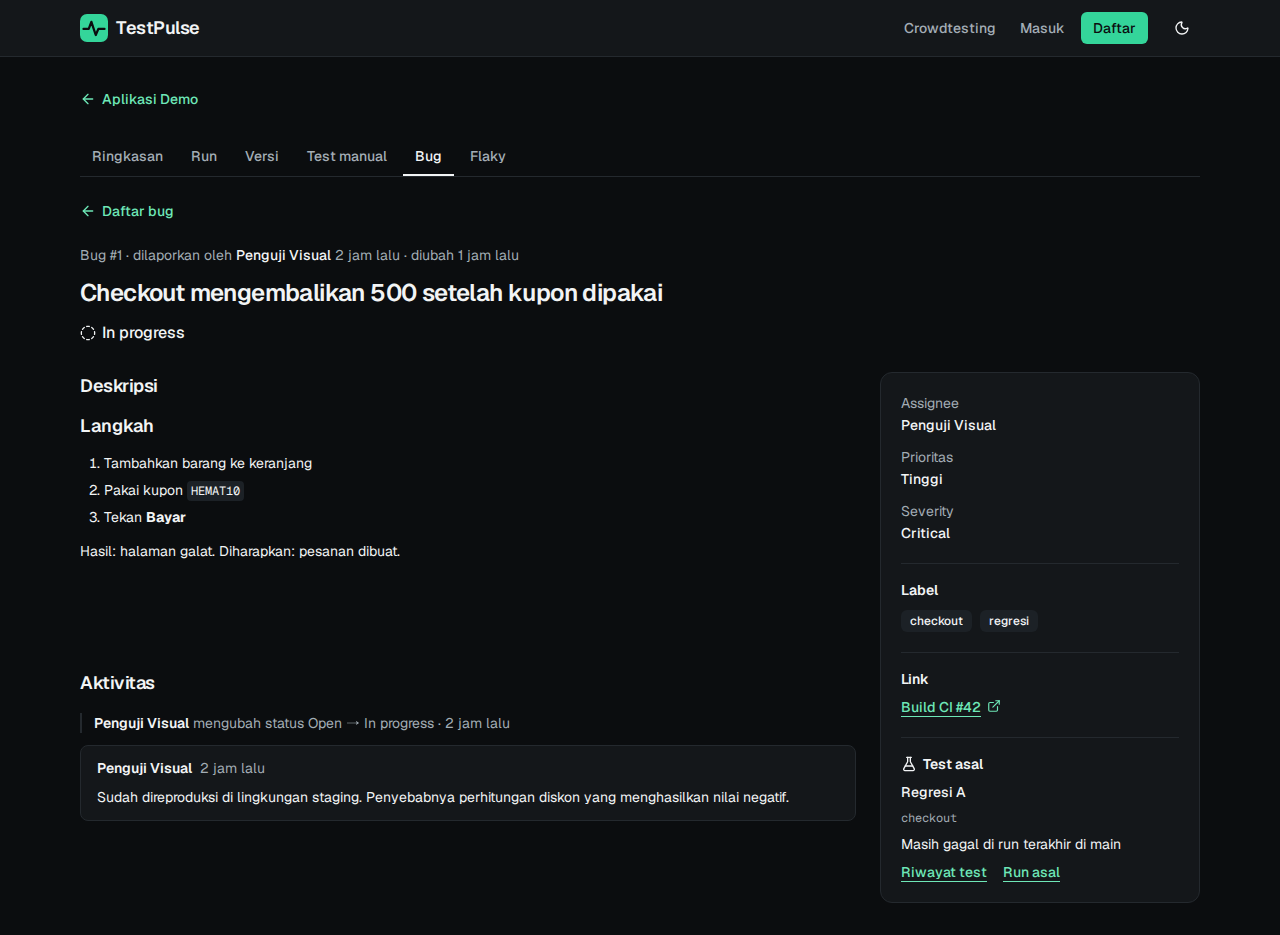 TestPulse
Crowdtesting Masuk Daftar
← Aplikasi Demo
Ringkasan Run Versi Test manual Bug Flaky
← Daftar bug
Bug #1 · dilaporkan oleh Penguji Visual 2 jam lalu · diubah 1 jam lalu
Checkout mengembalikan 500 setelah kupon dipakai
In progress
Deskripsi
Langkah
1. Tambahkan barang ke keranjang
2. Pakai kupon HEMAT10
3. Tekan Bayar
Hasil: halaman galat. Diharapkan: pesanan dibuat.
Aktivitas
Penguji Visual mengubah status Open → In progress · 2 jam lalu
Penguji Visual 2 jam lalu
Sudah direproduksi di lingkungan staging. Penyebabnya perhitungan diskon yang menghasilkan nilai negatif.
Assignee
Penguji Visual
Prioritas
Tinggi
Severity
Critical
Label
checkout regresi
Link
Build CI #42
Test asal
Regresi A
checkout
Masih gagal di run terakhir di main
Riwayat test Run asal